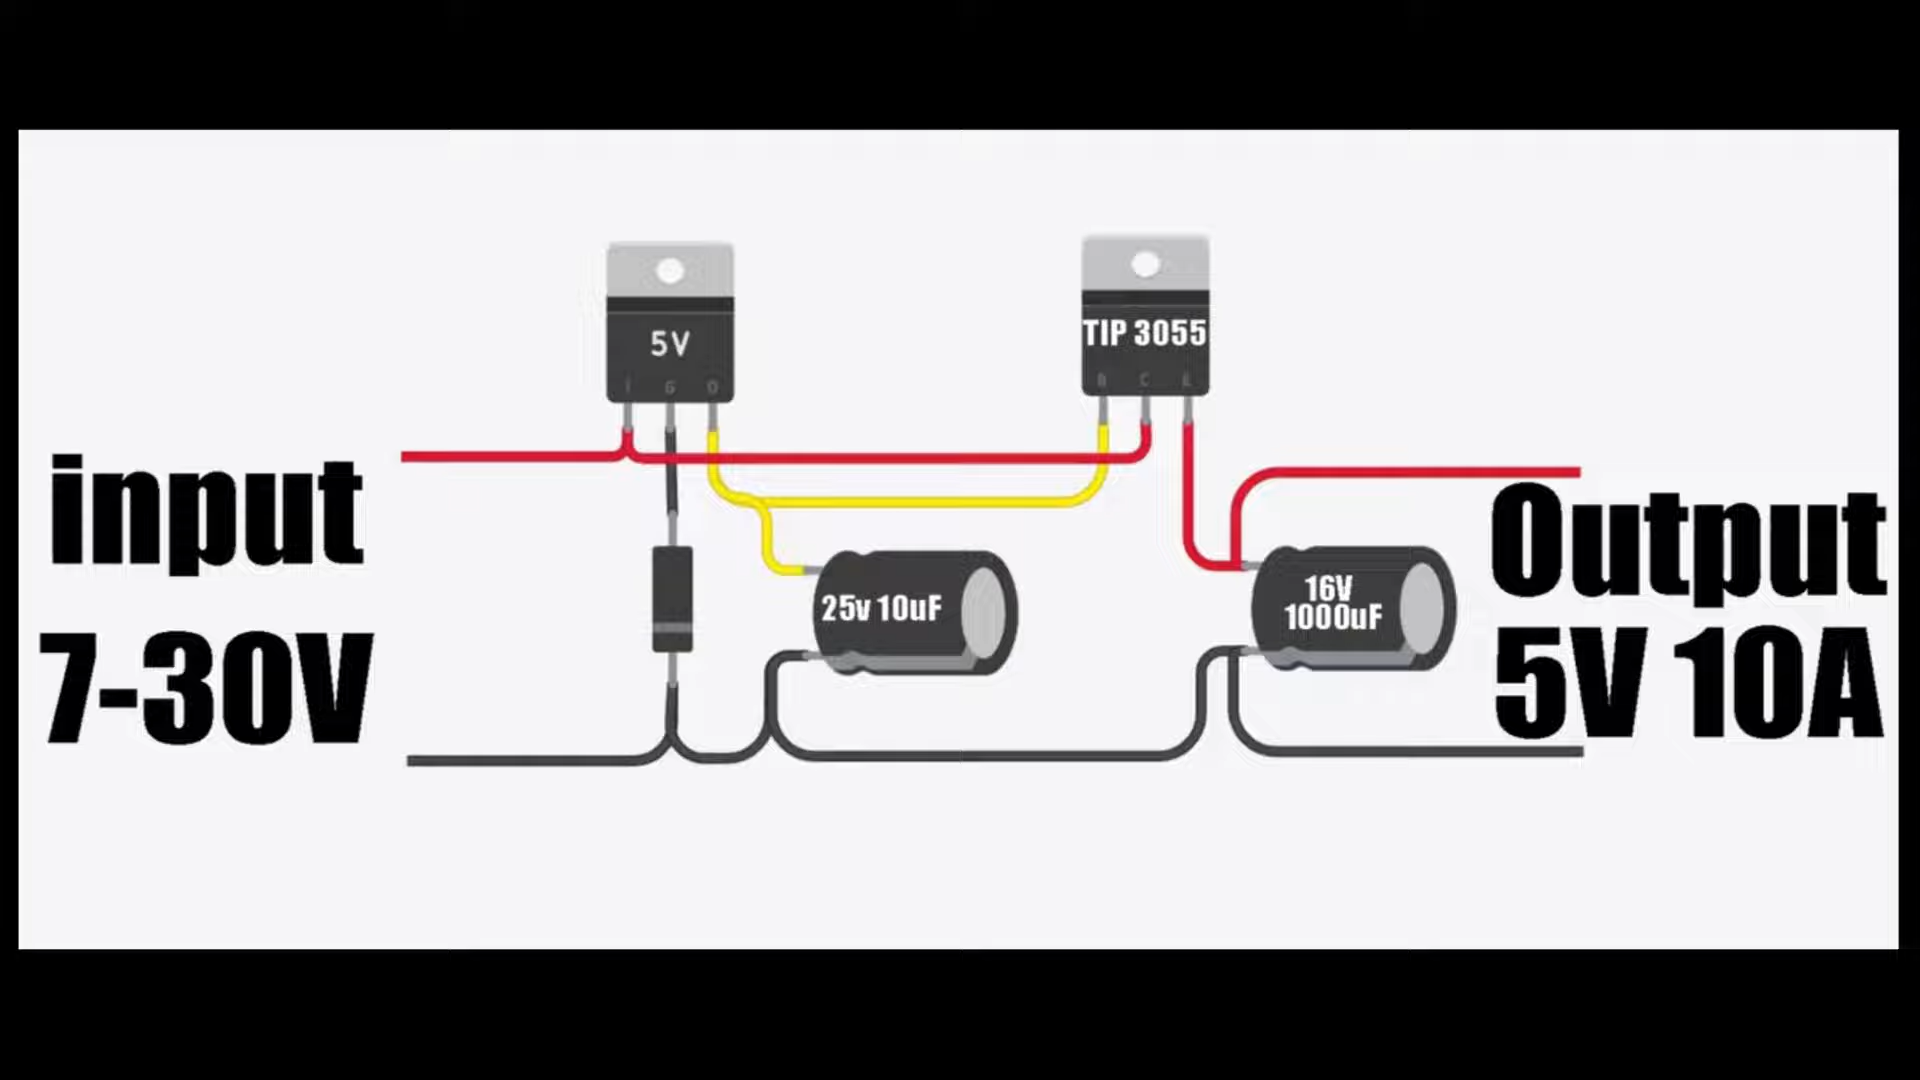 5V
I G O
TIP 3055
B C E
input
7-30V
25v 10uF
16V
1000uF
Output
5V 10A